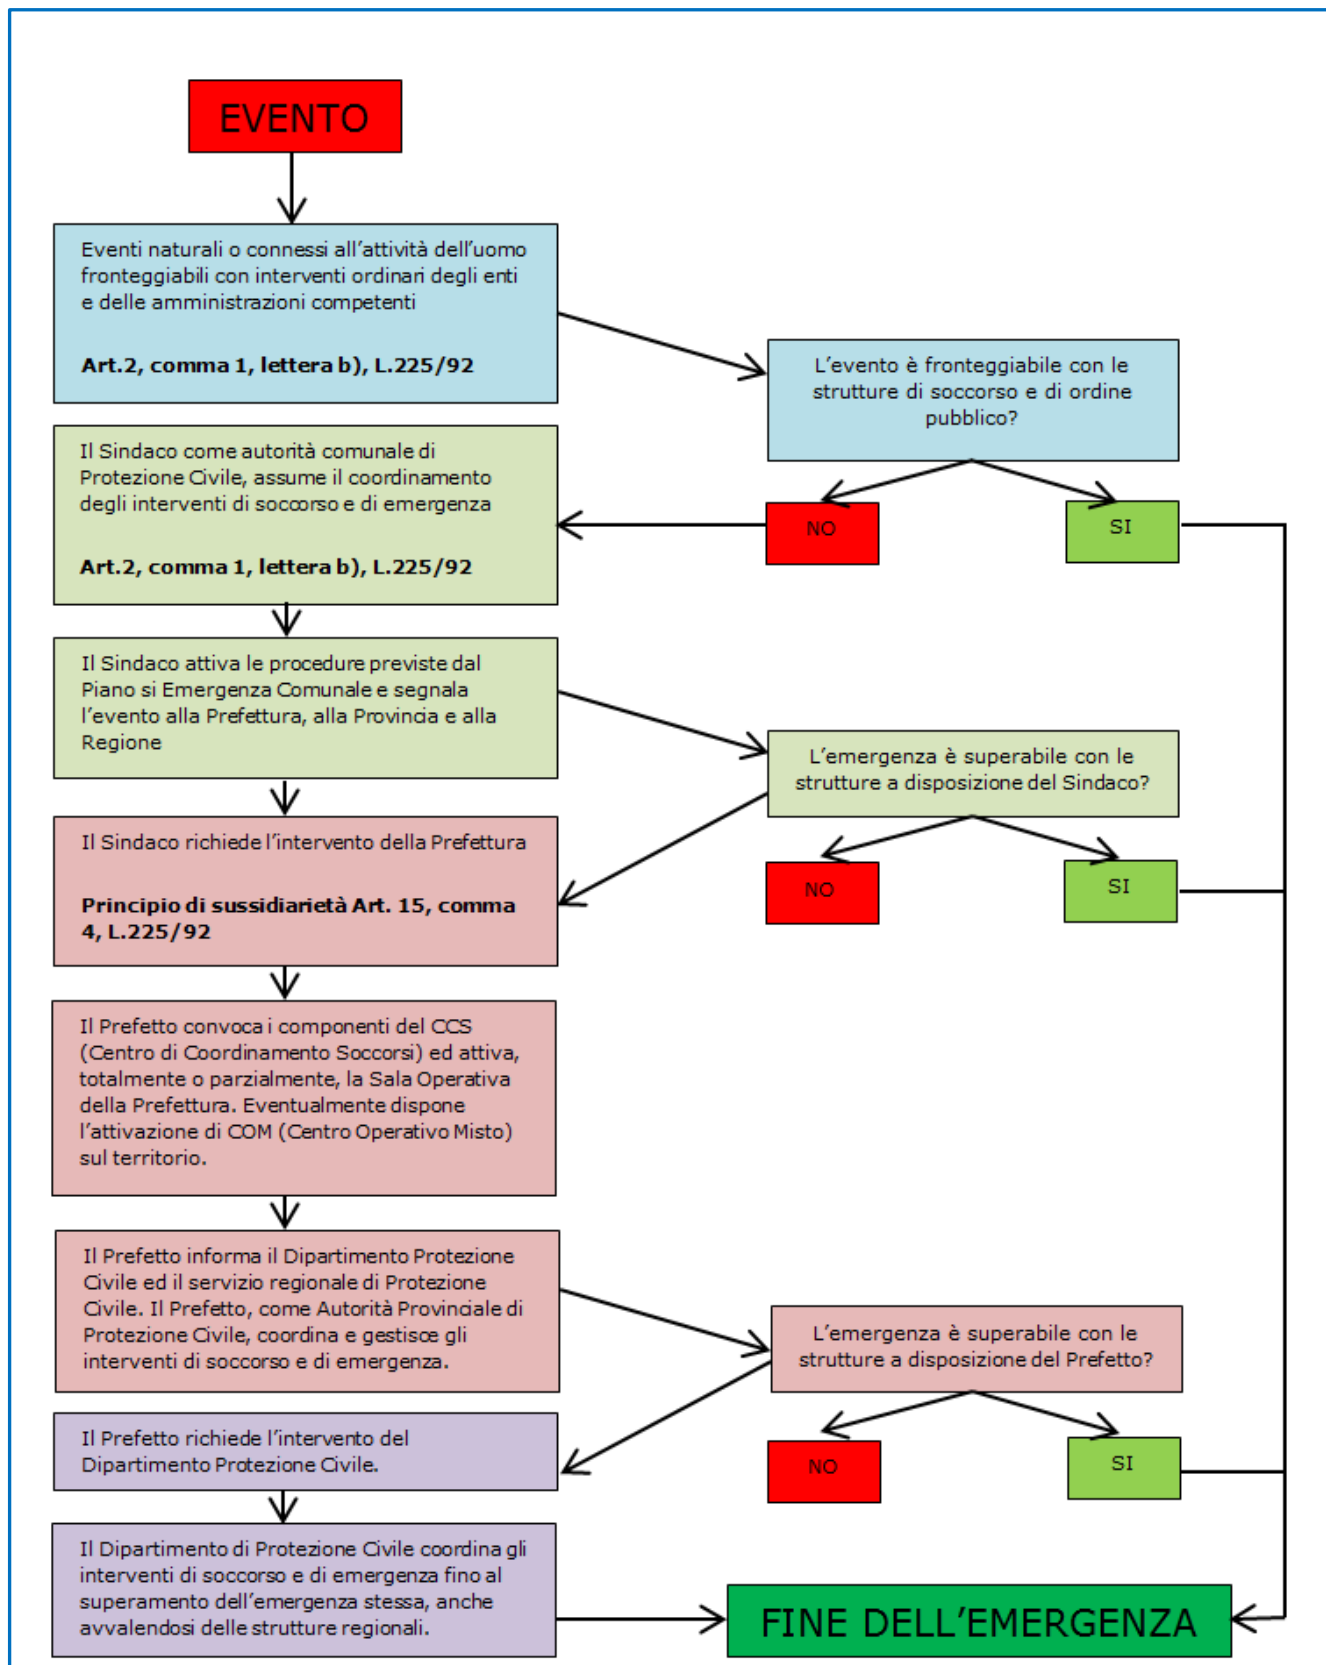 EVENTO
Eventi naturali o connessi all'attività dell'uomo
fronteggiabili con interventi ordinari degli enti
e delle amministrazioni competenti
Art.2, comma 1, lettera b), L.225/92
L'evento è fronteggiabile con le
strutture di soccorso e di ordine
pubblico?
NO
SI
Il Sindaco come autorità comunale di
Protezione Civile, assume il coordinamento
degli interventi di soccorso e di emergenza
Art.2, comma 1, lettera b), L.225/92
Il Sindaco attiva le procedure previste dal
Piano si Emergenza Comunale e segnala
l'evento alla Prefettura, alla Provincia e alla
Regione
L'emergenza è superabile con le
strutture a disposizione del Sindaco?
NO
SI
Il Sindaco richiede l'intervento della Prefettura
Principio di sussidiarietà Art. 15, comma
4, L.225/92
Il Prefetto convoca i componenti del CCS
(Centro di Coordinamento Soccorsi) ed attiva,
totalmente o parzialmente, la Sala Operativa
della Prefettura. Eventualmente dispone
l'attivazione di COM (Centro Operativo Misto)
sul territorio.
Il Prefetto informa il Dipartimento Protezione
Civile ed il servizio regionale di Protezione
Civile. Il Prefetto, come Autorità Provinciale di
Protezione Civile, coordina e gestisce gli
interventi di soccorso e di emergenza.
L'emergenza è superabile con le
strutture a disposizione del Prefetto?
NO
SI
Il Prefetto richiede l'intervento del
Dipartimento Protezione Civile.
Il Dipartimento di Protezione Civile coordina gli
interventi di soccorso e di emergenza fino al
superamento dell'emergenza stessa, anche
avvalendosi delle strutture regionali.
FINE DELL'EMERGENZA